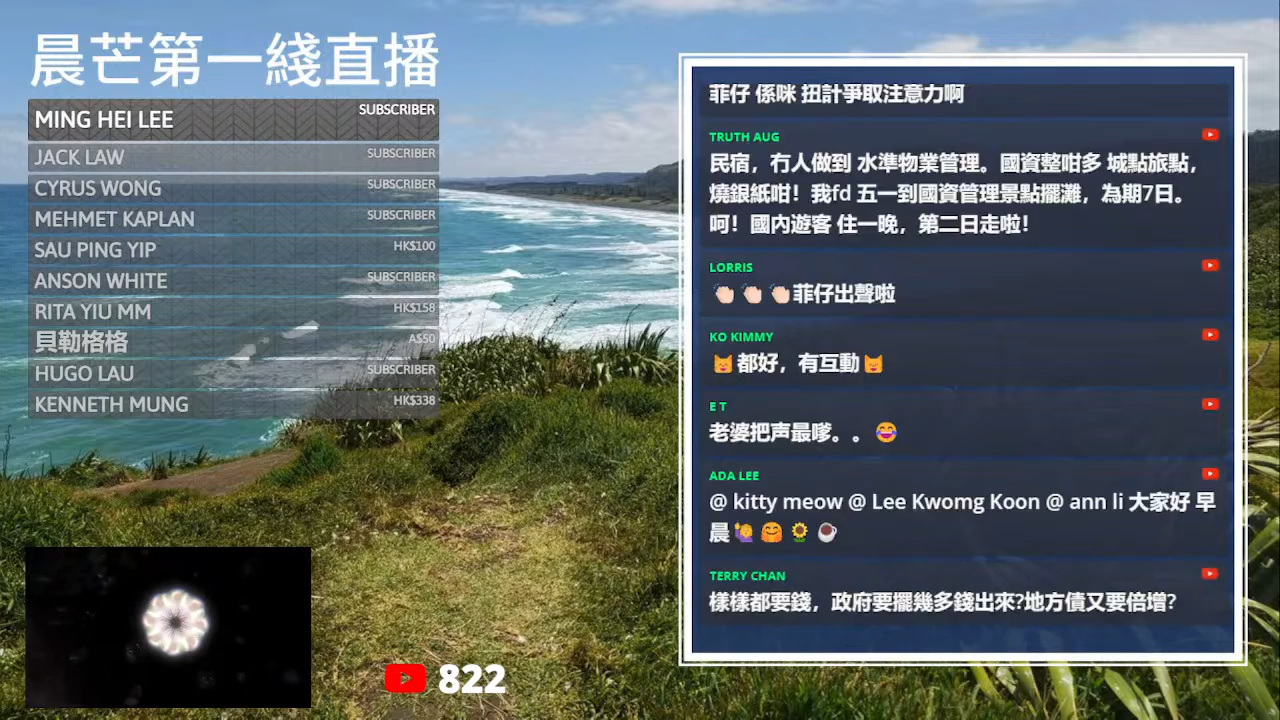 晨芒第一綫直播
MING HEI LEE SUBSCRIBER
JACK LAW SUBSCRIBER
CYRUS WONG SUBSCRIBER
MEHMET KAPLAN SUBSCRIBER
SAU PING YIP HK$100
ANSON WHITE SUBSCRIBER
RITA YIU MM HK$158
貝勒格格 A$50
HUGO LAU SUBSCRIBER
KENNETH MUNG HK$338
822
菲仔 係咪 扭計爭取注意力啊
TRUTH AUG
民宿，冇人做到 水準物業管理。國資整咁多 城點旅點，
燒銀紙咁！我fd 五一到國資管理景點擺灘，為期7日。
呵！國內遊客 住一晚，第二日走啦！
LORRIS
👏🏻👏🏻👏🏻菲仔出聲啦
KO KIMMY
😸都好，有互動😸
E T
老婆把声最嗲。。😂
ADA LEE
@ kitty meow @ Lee Kwomg Koon @ ann li 大家好 早
晨🙋🤗🌻☕
TERRY CHAN
樣樣都要錢，政府要擺幾多錢出來?地方債又要倍增?